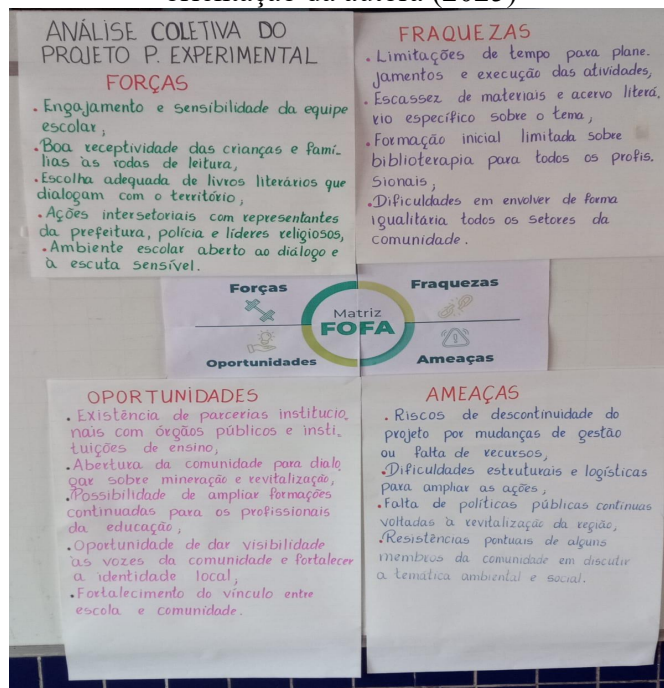 orientação da autora (2025)
ANÁLISE COLETIVA DO
PROJETO P. EXPERIMENTAL
FORÇAS
. Engajamento e sensibilidade da equipe
escolar;
. Boa receptividade das crianças e famí-
lias às rodas de leitura,
. Escolha adequada de livros literários que
dialogam com o território,
. Ações intersetoriais com representantes
da prefeitura, polícia e líderes religiosos,
. Ambiente escolar aberto ao diálogo e
à escuta sensível.
FRAQUEZAS
. Limitações de tempo para plane-
jamentos e execução das atividades,
. Escassez de materiais e acervo literá,
rio específico sobre o tema,
. Formação inicial limitada sobre
biblioterapia para todos os profis.
sionais,
. Dificuldades em envolver de forma
igualitária todos os setores da
comunidade.
Forças
Fraquezas
Matriz
FOFA
Oportunidades
Ameaças
OPORTUNIDADES
. Existência de parcerias institucio,
nais com órgãos públicos e insti,
tuições de ensino,
. Abertura da comunidade para dialo
gar sobre mineração e revitalização,
. Possibilidade de ampliar formações
continuadas para os profissionais
da educação,
. Oportunidade de dar visibilidade
às vozes da comunidade e fortalecer
a identidade local,
. Fortalecimento do vínculo entre
escola e comunidade.
AMEAÇAS
. Riscos de descontinuidade do
projeto por mudanças de gestão
ou falta de recursos,
. Dificuldades estruturais e logísticas
para ampliar as ações,
. Falta de políticas públicas contínuas
voltadas à revitalização da região,
. Resistências pontuais de alguns
membros da comunidade em discutir
a temática ambiental e social.